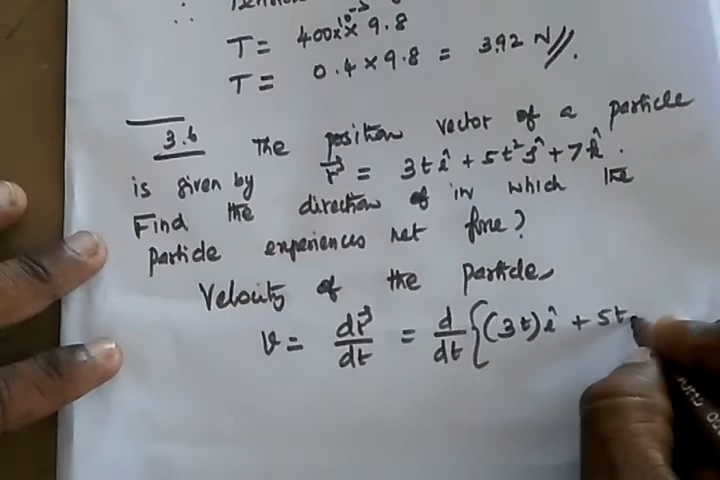 T = 400x10⁻³ × 9.8
T = 0.4 × 9.8 = 3.92 N //.
3.6 The position vector of a particle
is given by r⃗ = 3t î + 5t² ĵ + 7 k̂.
Find the direction of in which the
particle experiences net force?
Velocity of the particle,
v = dr⃗/dt = d/dt {(3t) î + 5t